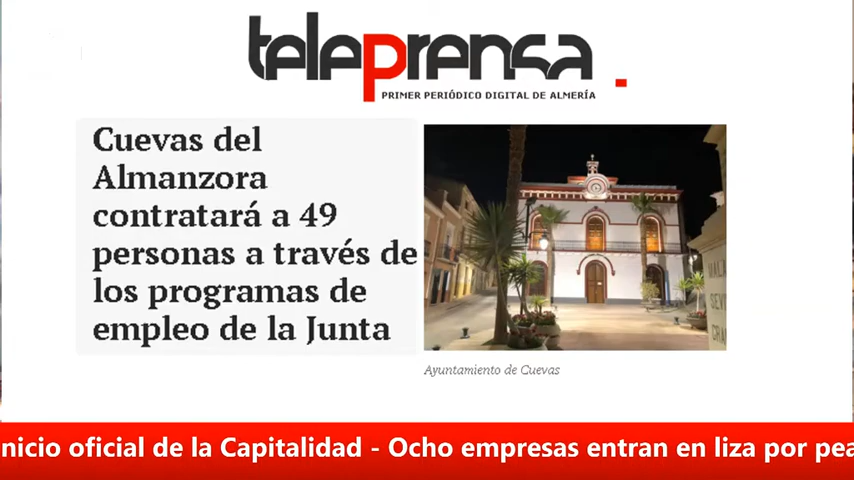 teleprensa
PRIMER PERIÓDICO DIGITAL DE ALMERÍA
Cuevas del
Almanzora
contratará a 49
personas a través de
los programas de
empleo de la Junta
Ayuntamiento de Cuevas
nicio oficial de la Capitalidad - Ocho empresas entran en liza por pea